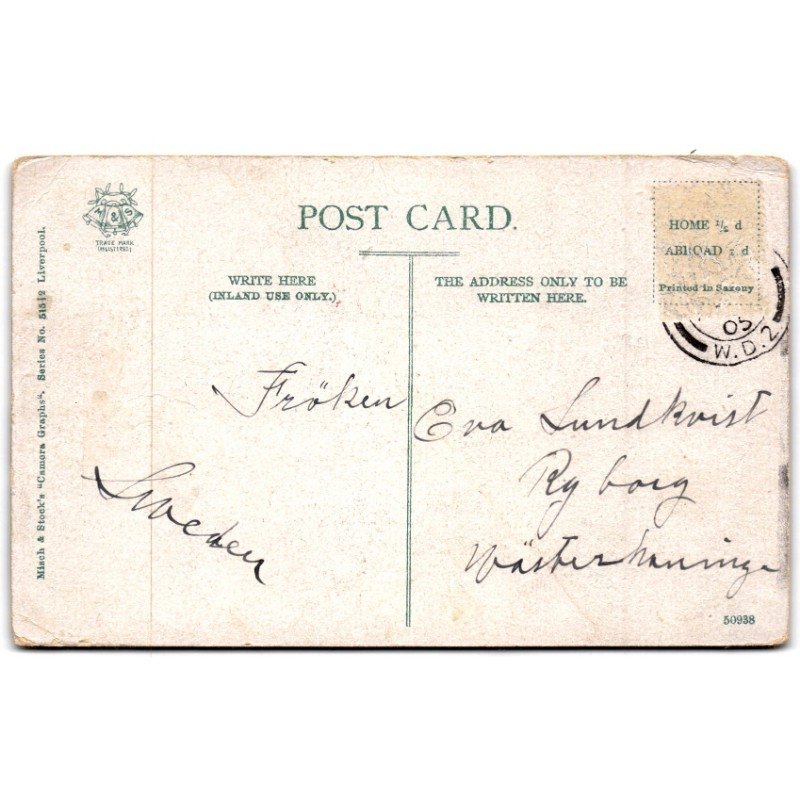 POST CARD.
M & S
TRADE MARK
(REGISTERED)
Misch & Stock's "Camera Graphs". Series No. 51512 Liverpool.
WRITE HERE
(INLAND USE ONLY.)
THE ADDRESS ONLY TO BE
WRITTEN HERE.
HOME ½ d
ABROAD 1 d
Printed in Saxony
05
W.D.2
Fröken Eva Lundkvist
Ryborg
Wästerhaninge
Sweden
50938